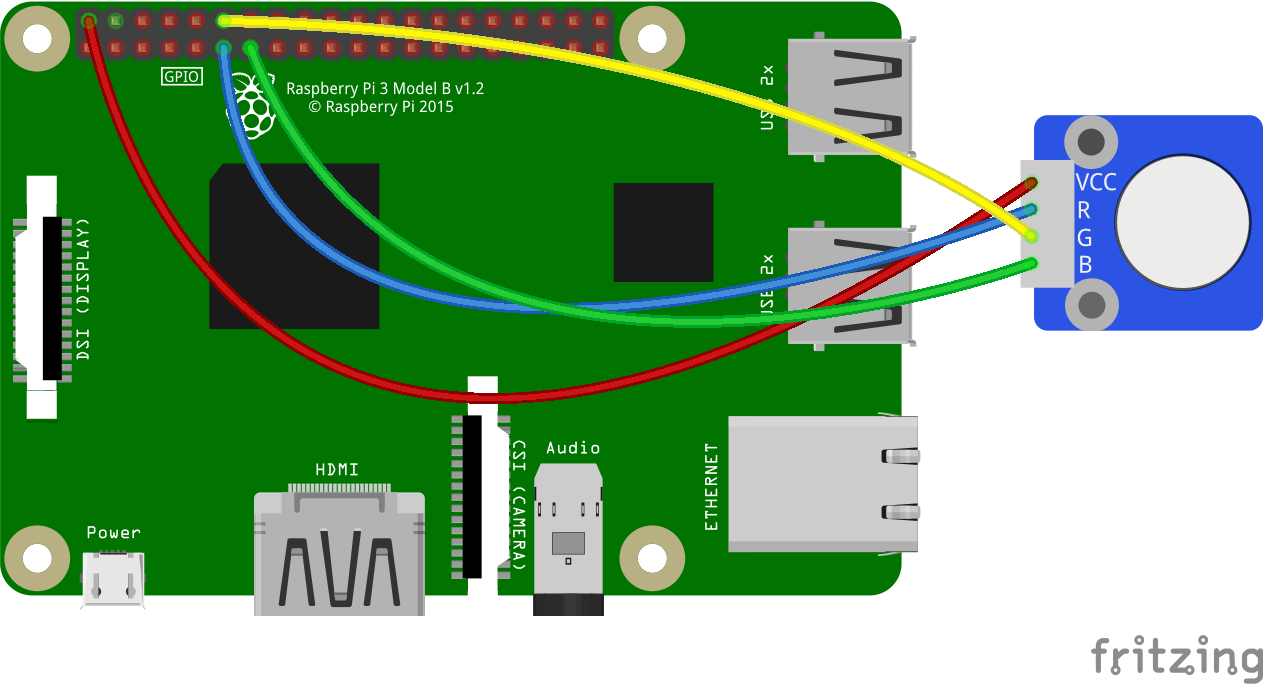 GPIO
Raspberry Pi 3 Model B v1.2
© Raspberry Pi 2015
2x
VCC
R
G
B
DSI (DISPLAY)
USB 2x
HDMI
CSI (CAMERA)
Audio
ETHERNET
Power
fritzing